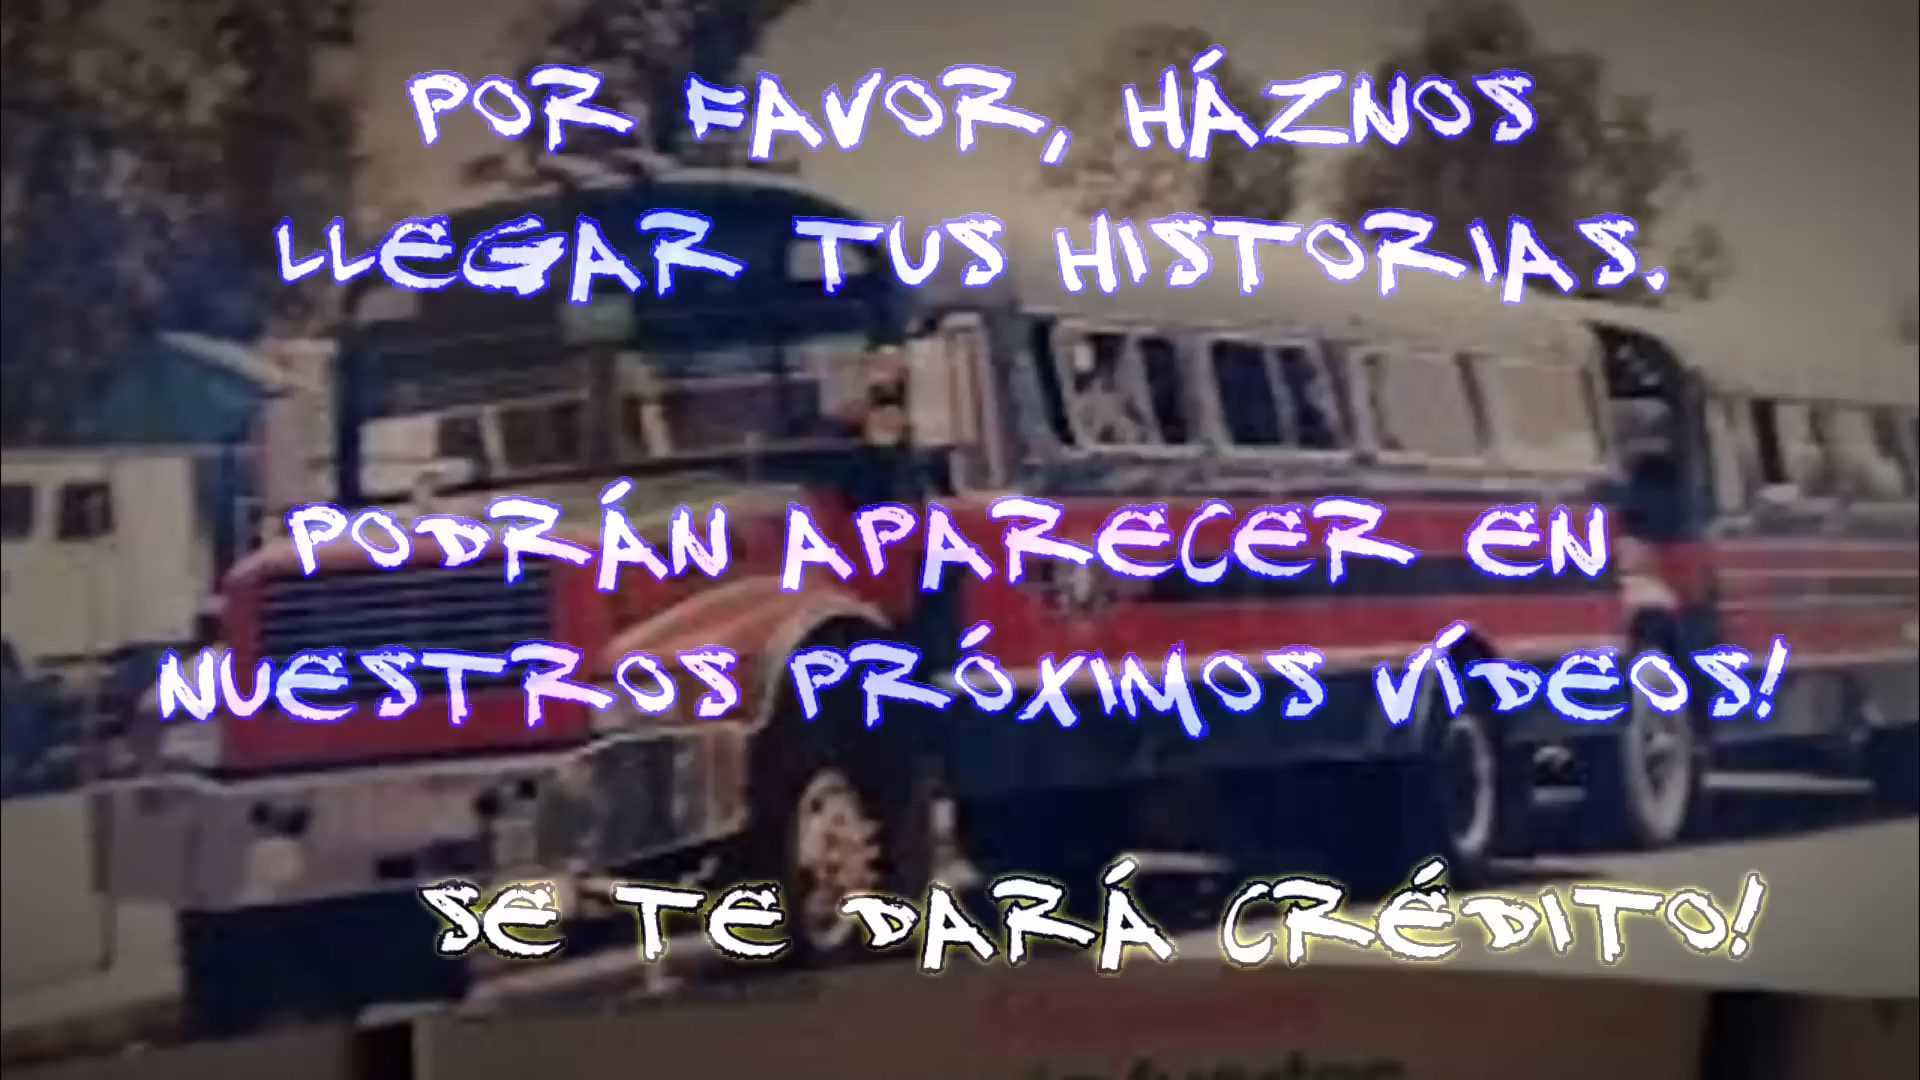 POR FAVOR, HÁZNOS
LLEGAR TUS HISTORIAS.
PODRÁN APARECER EN
NUESTROS PRÓXIMOS VÍDEOS!
SE TE DARÁ CRÉDITO!